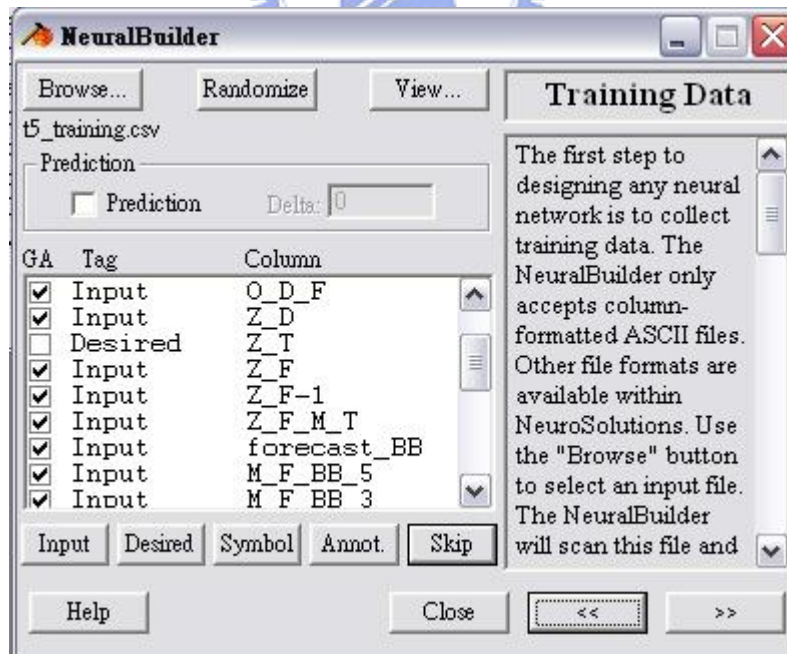 NeuralBuilder
Browse... Randomize View...
t5_training.csv
Prediction
Prediction Delta: 0
GA Tag Column
Input O_D_F
Input Z_D
Desired Z_T
Input Z_F
Input Z_F-1
Input Z_F_M_T
Input forecast_BB
Input M_F_BB_5
Input M_F_BB_3
Input Desired Symbol Annot. Skip
Training Data
The first step to
designing any neural
network is to collect
training data. The
NeuralBuilder only
accepts column-
formatted ASCII files.
Other file formats are
available within
NeuroSolutions. Use
the "Browse" button
to select an input file.
The NeuralBuilder
will scan this file and
Help Close << >>